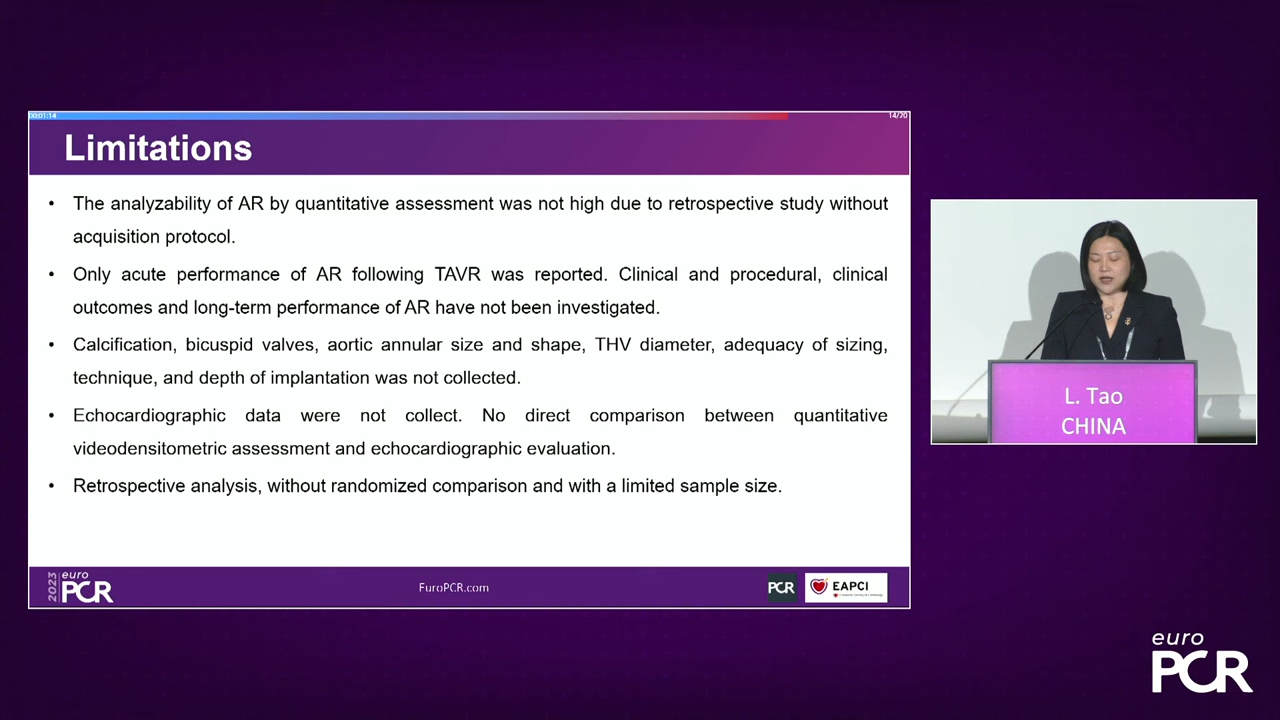 00:01:14
14/20
Limitations
• The analyzability of AR by quantitative assessment was not high due to retrospective study without
acquisition protocol.
• Only acute performance of AR following TAVR was reported. Clinical and procedural, clinical
outcomes and long-term performance of AR have not been investigated.
• Calcification, bicuspid valves, aortic annular size and shape, THV diameter, adequacy of sizing,
technique, and depth of implantation was not collected.
• Echocardiographic data were not collect. No direct comparison between quantitative
videodensitometric assessment and echocardiographic evaluation.
• Retrospective analysis, without randomized comparison and with a limited sample size.
2023
euro
PCR
EuroPCR.com
PCR
EAPCI
L. Tao
CHINA
euro
PCR